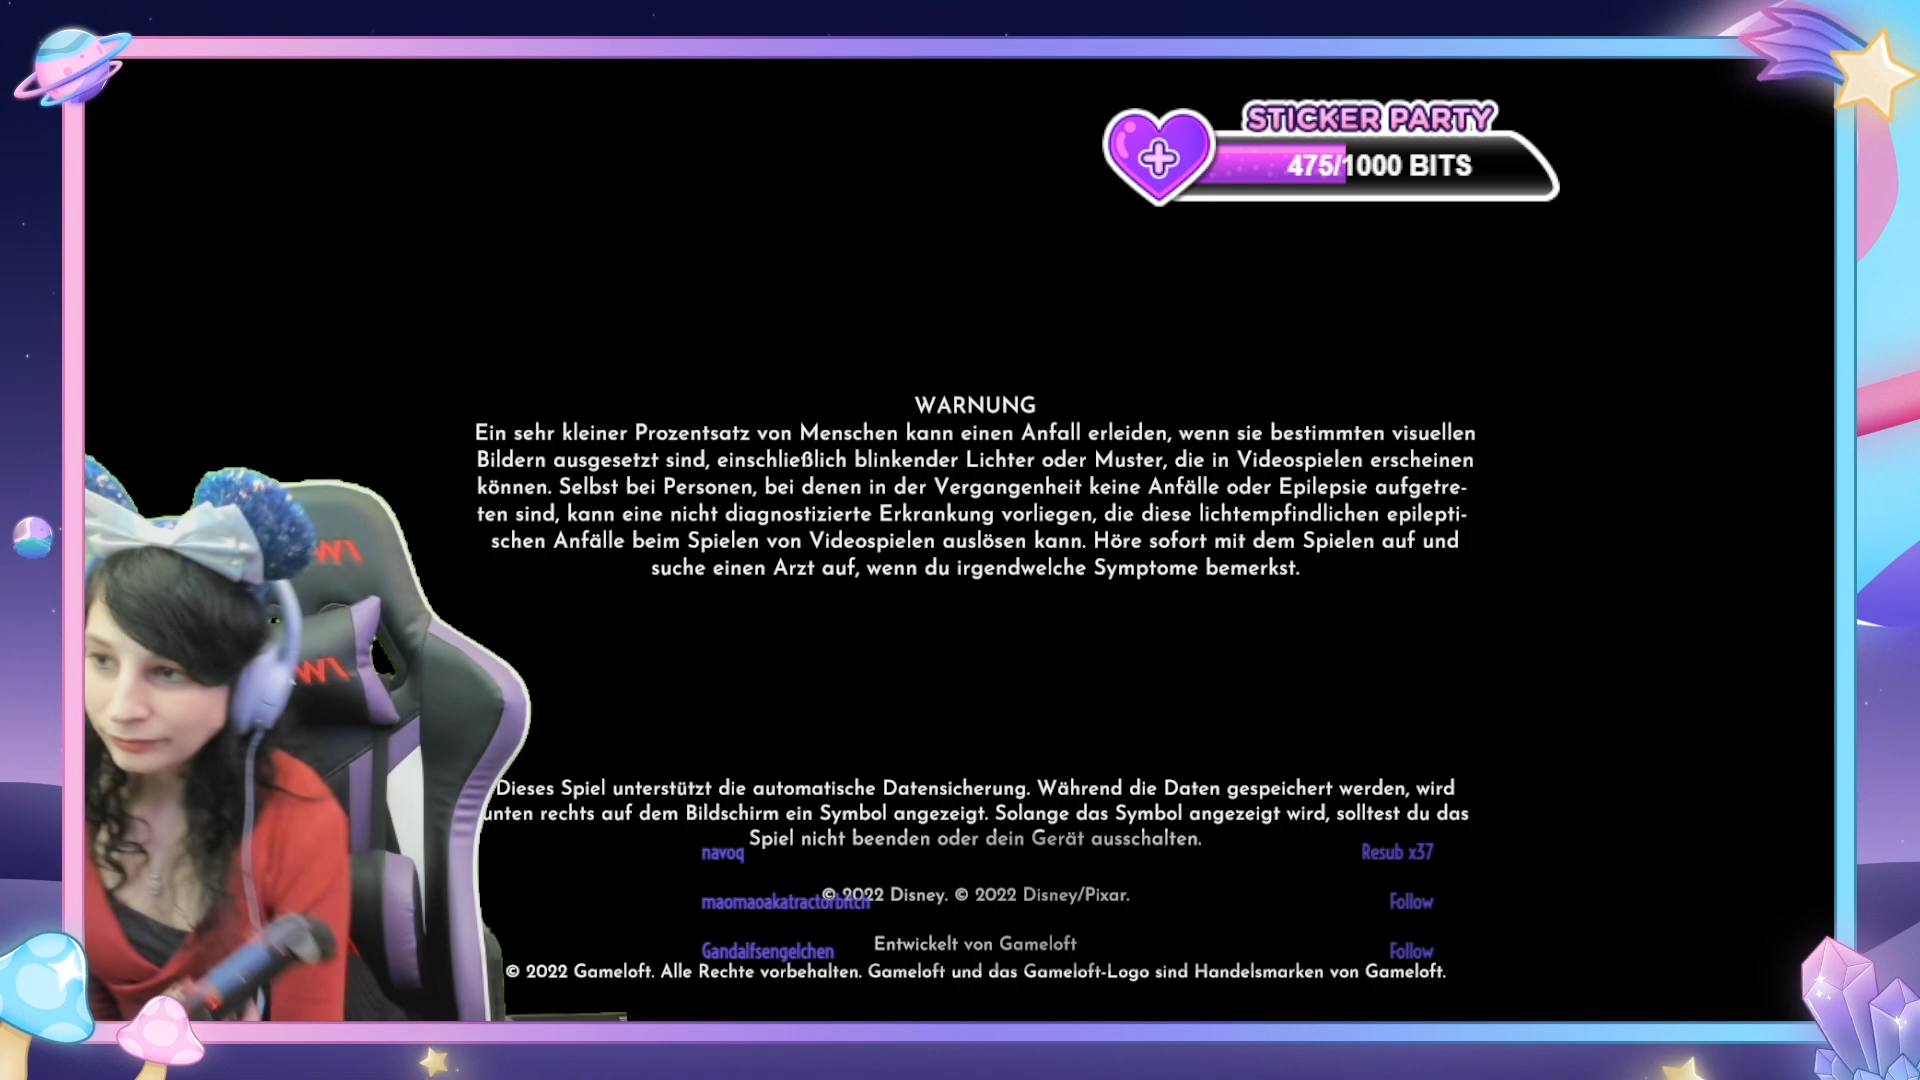 STICKER PARTY
475/1000 BITS
WARNUNG
Ein sehr kleiner Prozentsatz von Menschen kann einen Anfall erleiden, wenn sie bestimmten visuellen
Bildern ausgesetzt sind, einschließlich blinkender Lichter oder Muster, die in Videospielen erscheinen
können. Selbst bei Personen, bei denen in der Vergangenheit keine Anfälle oder Epilepsie aufgetre-
ten sind, kann eine nicht diagnostizierte Erkrankung vorliegen, die diese lichtempfindlichen epilepti-
schen Anfälle beim Spielen von Videospielen auslösen kann. Höre sofort mit dem Spielen auf und
suche einen Arzt auf, wenn du irgendwelche Symptome bemerkst.
Dieses Spiel unterstützt die automatische Datensicherung. Während die Daten gespeichert werden, wird
unten rechts auf dem Bildschirm ein Symbol angezeigt. Solange das Symbol angezeigt wird, solltest du das
Spiel nicht beenden oder dein Gerät ausschalten.
navoq Resub x37
© 2022 Disney. © 2022 Disney/Pixar.
maomaoakatractorbitch Follow
Entwickelt von Gameloft
Gandalfsengelchen Follow
© 2022 Gameloft. Alle Rechte vorbehalten. Gameloft und das Gameloft-Logo sind Handelsmarken von Gameloft.